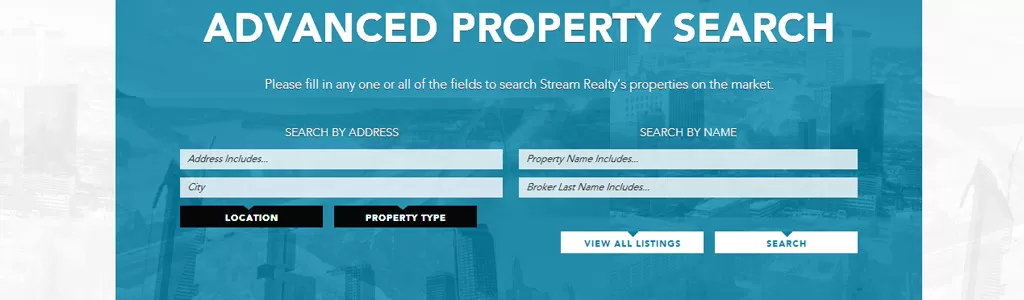 ADVANCED PROPERTY SEARCH
Please fill in any one or all of the fields to search Stream Realty's properties on the market.
SEARCH BY ADDRESS
Address Includes...
City
LOCATION
PROPERTY TYPE
SEARCH BY NAME
Property Name Includes...
Broker Last Name Includes...
VIEW ALL LISTINGS
SEARCH